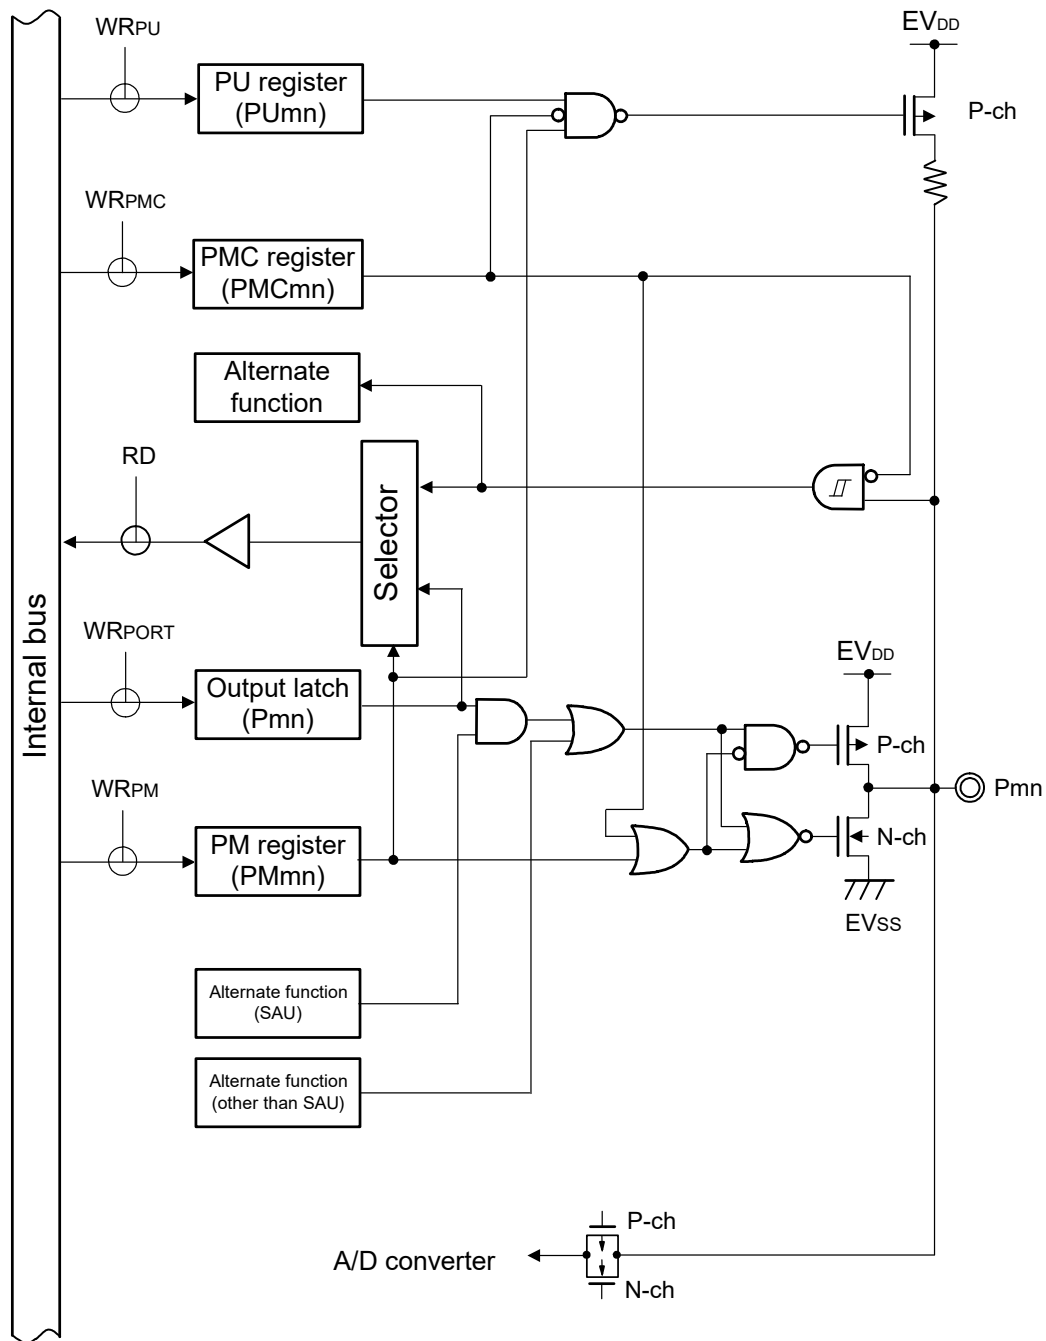 WRPU
EVDD
PU register
(PUmn)
P-ch
WRPMC
PMC register
(PMCmn)
Alternate
function
RD
Selector
Internal bus
WRPORT
Output latch
(Pmn)
EVDD
P-ch
Pmn
WRPM
N-ch
PM register
(PMmn)
EVSS
Alternate function
(SAU)
Alternate function
(other than SAU)
P-ch
A/D converter
N-ch